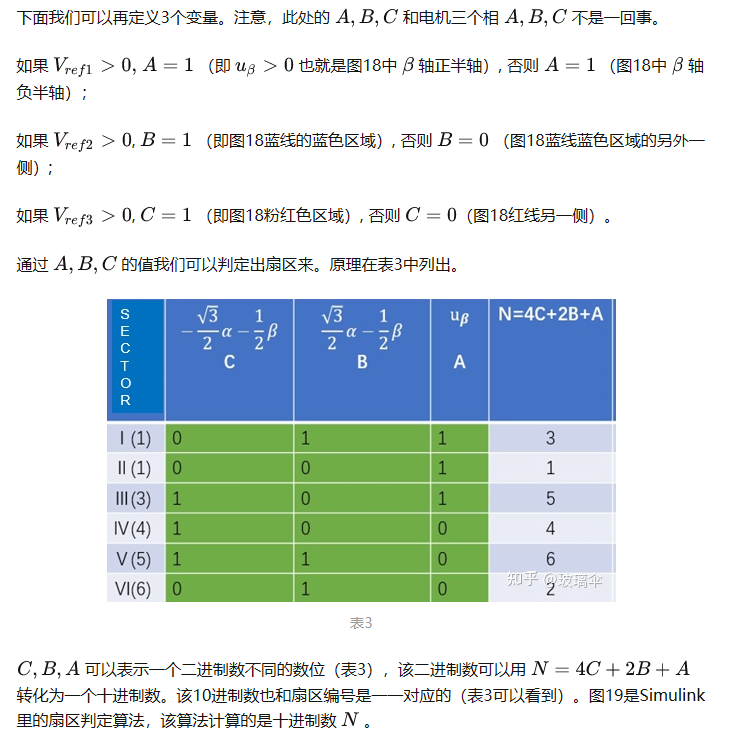 下面我们可以再定义3个变量。注意，此处的 A, B, C 和电机三个相 A, B, C 不是一回事。
如果 V_{ref1} > 0, A = 1 （即 u_β > 0 也就是图18中 β 轴正半轴）, 否则 A = 1 （图18中 β 轴
负半轴）;
如果 V_{ref2} > 0, B = 1 （即图18蓝线的蓝色区域）, 否则 B = 0 （图18蓝线蓝色区域的另外一
侧）;
如果 V_{ref3} > 0, C = 1 （即图18粉红色区域）, 否则 C = 0（图18红线另一侧）。
通过 A, B, C 的值我们可以判定出扇区来。原理在表3中列出。
SECTOR | -\frac{\sqrt{3}}{2}α - \frac{1}{2}β C | \frac{\sqrt{3}}{2}α - \frac{1}{2}β B | u_β A | N=4C+2B+A
I (1) 0 1 1 3
II (1) 0 0 1 1
III(3) 1 0 1 5
IV(4) 1 0 0 4
V (5) 1 1 0 6
VI(6) 0 1 0 2
知乎 @玻璃伞
表3
C, B, A 可以表示一个二进制数不同的数位（表3），该二进制数可以用 N = 4C + 2B + A
转化为一个十进制数。该10进制数也和扇区编号是一一对应的（表3可以看到）。图19是Simulink
里的扇区判定算法，该算法计算的是十进制数 N 。